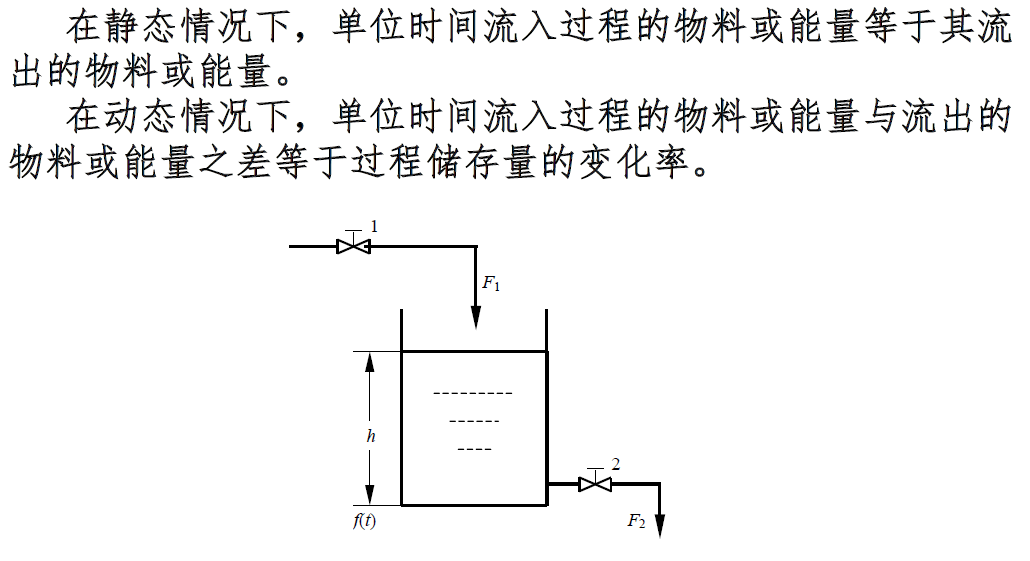 在静态情况下，单位时间流入过程的物料或能量等于其流
出的物料或能量。
在动态情况下，单位时间流入过程的物料或能量与流出的
物料或能量之差等于过程储存量的变化率。
1
F1
h
2
f(t)
F2